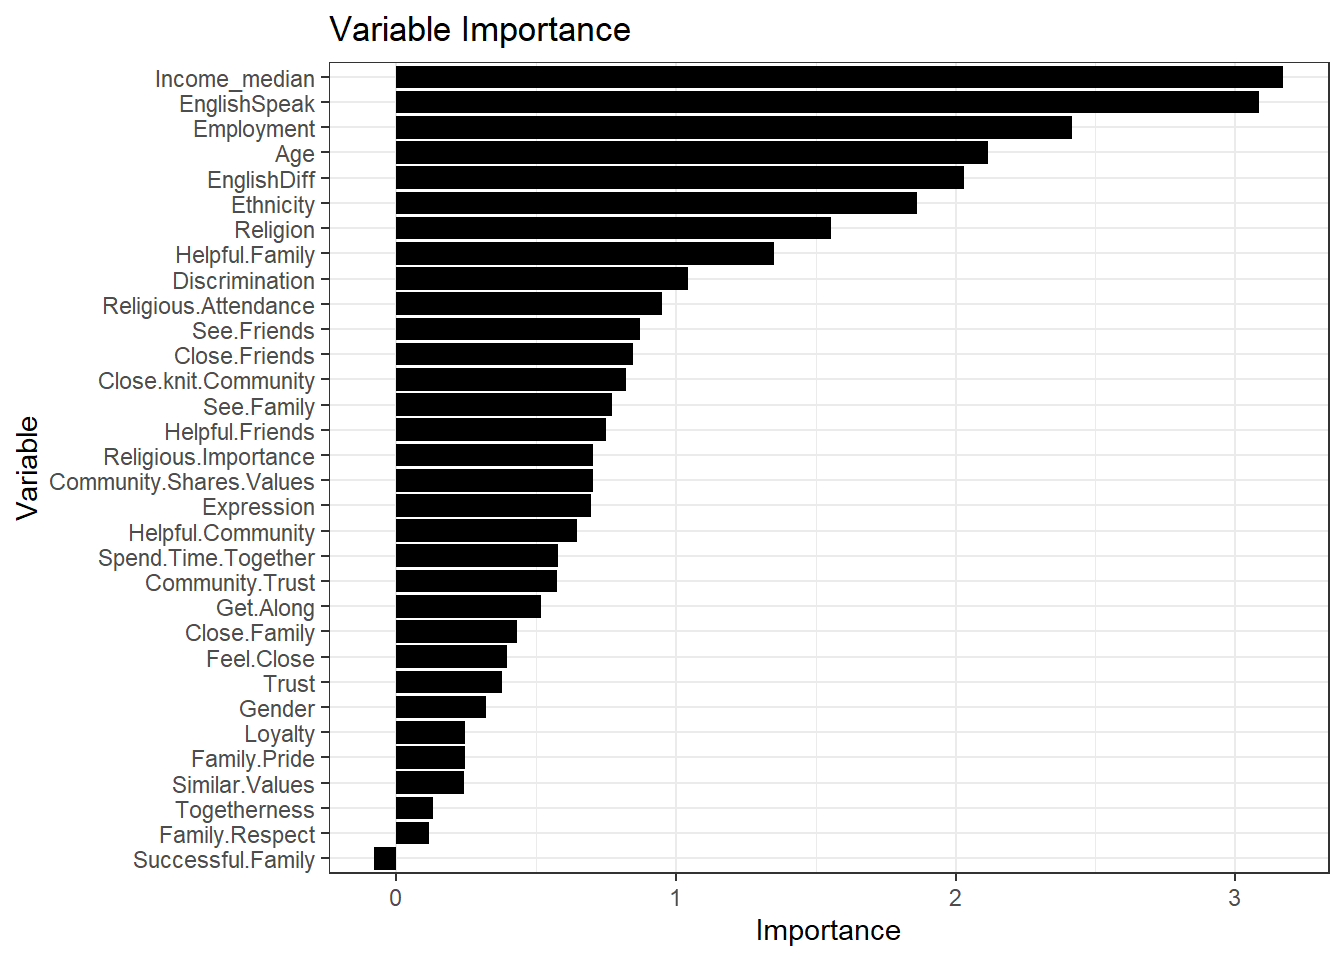 Variable Importance
Income_median
EnglishSpeak
Employment
Age
EnglishDiff
Ethnicity
Religion
Helpful.Family
Discrimination
Religious.Attendance
See.Friends
Close.Friends
Close.knit.Community
See.Family
Helpful.Friends
Religious.Importance
Community.Shares.Values
Expression
Helpful.Community
Spend.Time.Together
Community.Trust
Get.Along
Close.Family
Feel.Close
Trust
Gender
Loyalty
Family.Pride
Similar.Values
Togetherness
Family.Respect
Successful.Family
Variable
0 1 2 3
Importance